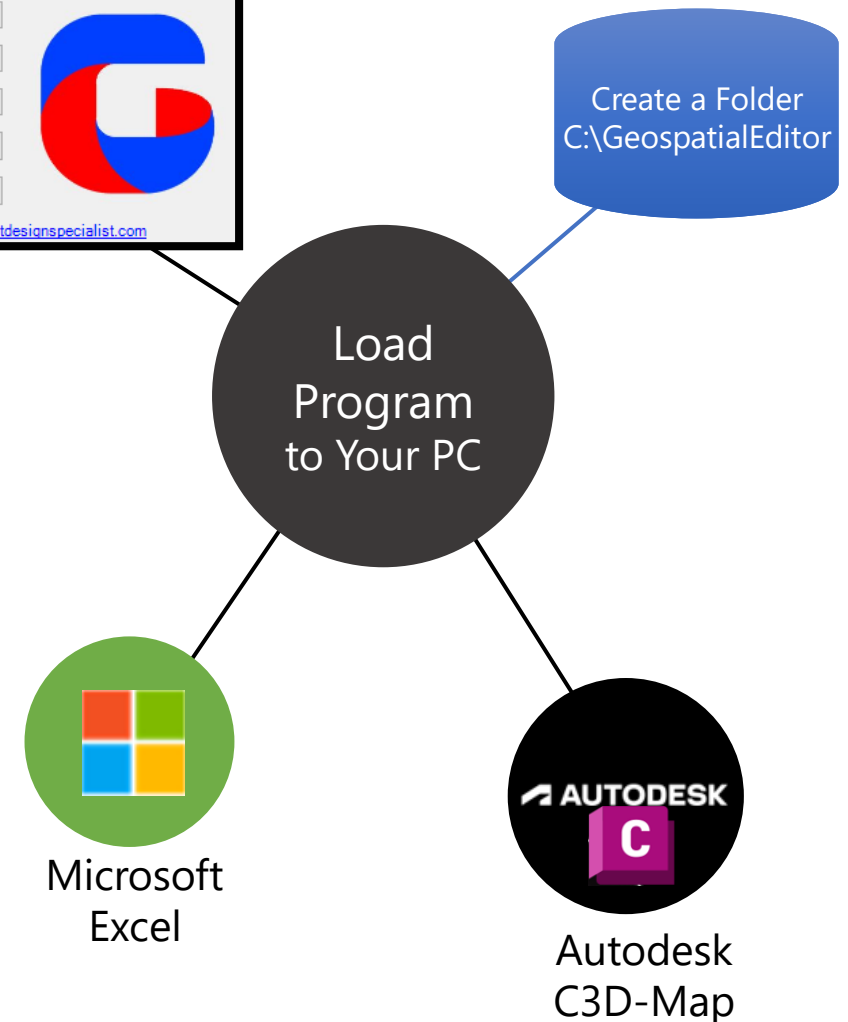 Create a Folder
C:\GeospatialEditor
tdesignspecialist.com
Load
Program
to Your PC
AUTODESK
C
Microsoft
Excel
Autodesk
C3D-Map